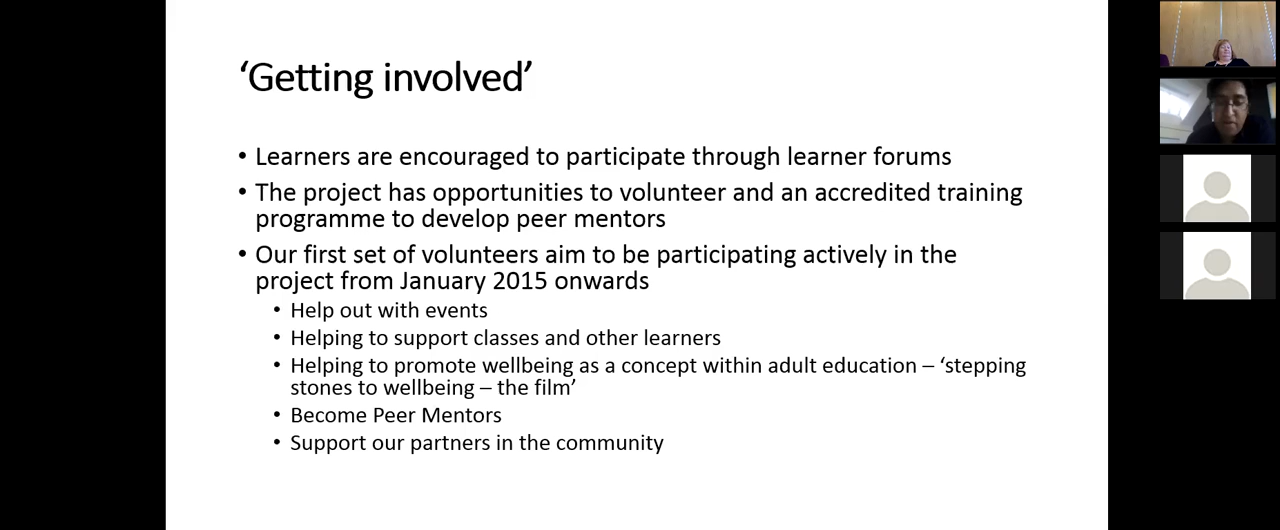 ‘Getting involved’
• Learners are encouraged to participate through learner forums
• The project has opportunities to volunteer and an accredited training
programme to develop peer mentors
• Our first set of volunteers aim to be participating actively in the
project from January 2015 onwards
• Help out with events
• Helping to support classes and other learners
• Helping to promote wellbeing as a concept within adult education – ‘stepping
stones to wellbeing – the film’
• Become Peer Mentors
• Support our partners in the community